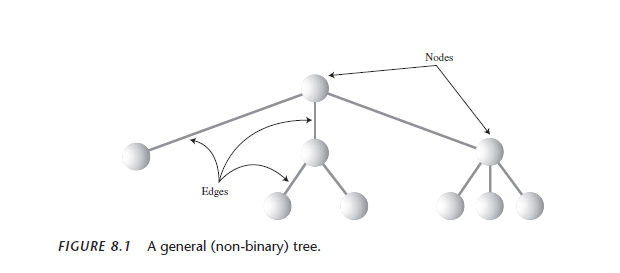 Nodes
Edges
FIGURE 8.1 A general (non-binary) tree.